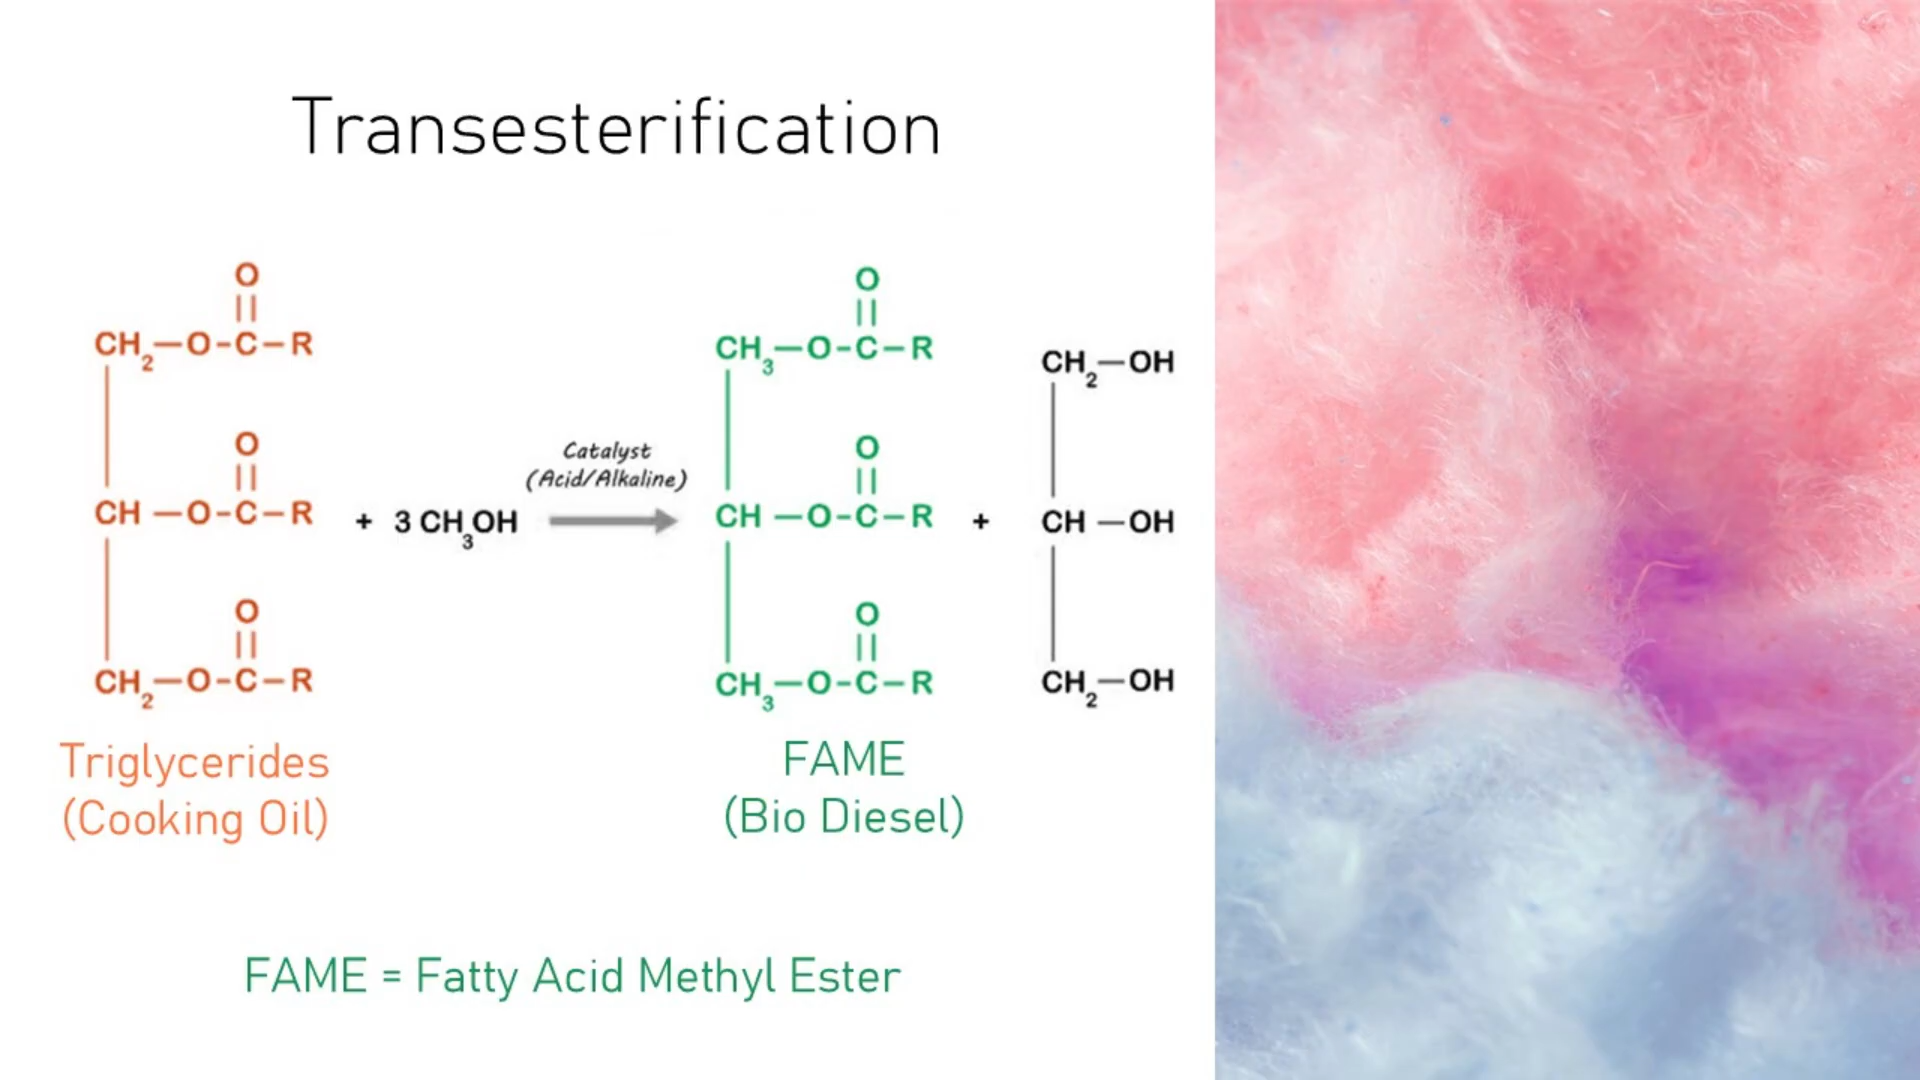 Transesterification
O
||
CH2—O-C—R
O
||
CH—O-C—R
O
||
CH2—O-C—R
+ 3 CH3OH
Catalyst
(Acid/Alkaline)
O
||
CH3—O-C—R
O
||
CH—O-C—R
O
||
CH3—O-C—R
+
CH2—OH
CH—OH
CH2—OH
Triglycerides
(Cooking Oil)
FAME
(Bio Diesel)
FAME = Fatty Acid Methyl Ester